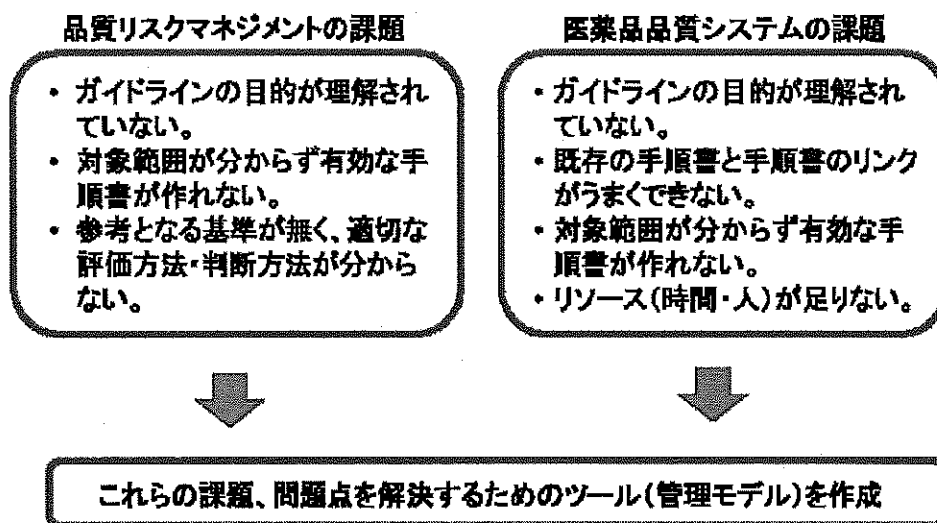 品質リスクマネジメントの課題
・ ガイドラインの目的が理解され
ていない。
・ 対象範囲が分からず有効な手
順書が作れない。
・ 参考となる基準が無く、適切な
評価方法・判断方法が分から
ない。
医薬品品質システムの課題
・ ガイドラインの目的が理解され
ていない。
・ 既存の手順書と手順書のリンク
がうまくできない。
・ 対象範囲が分からず有効な手
順書が作れない。
・ リソース(時間・人)が足りない。
これらの課題、問題点を解決するためのツール(管理モデル)を作成